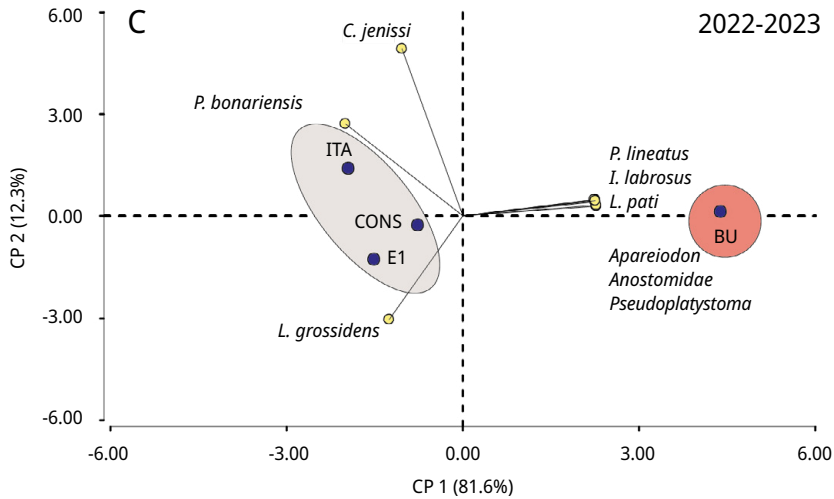 C
2022-2023
6.00
3.00
0.00
-3.00
-6.00
CP 2 (12.3%)
C. jenissi
P. bonariensis
ITA
CONS
E1
L. grossidens
P. lineatus
I. labrosus
L. pati
BU
Apareiodon
Anostomidae
Pseudoplatystoma
-6.00
-3.00
0.00
3.00
6.00
CP 1 (81.6%)